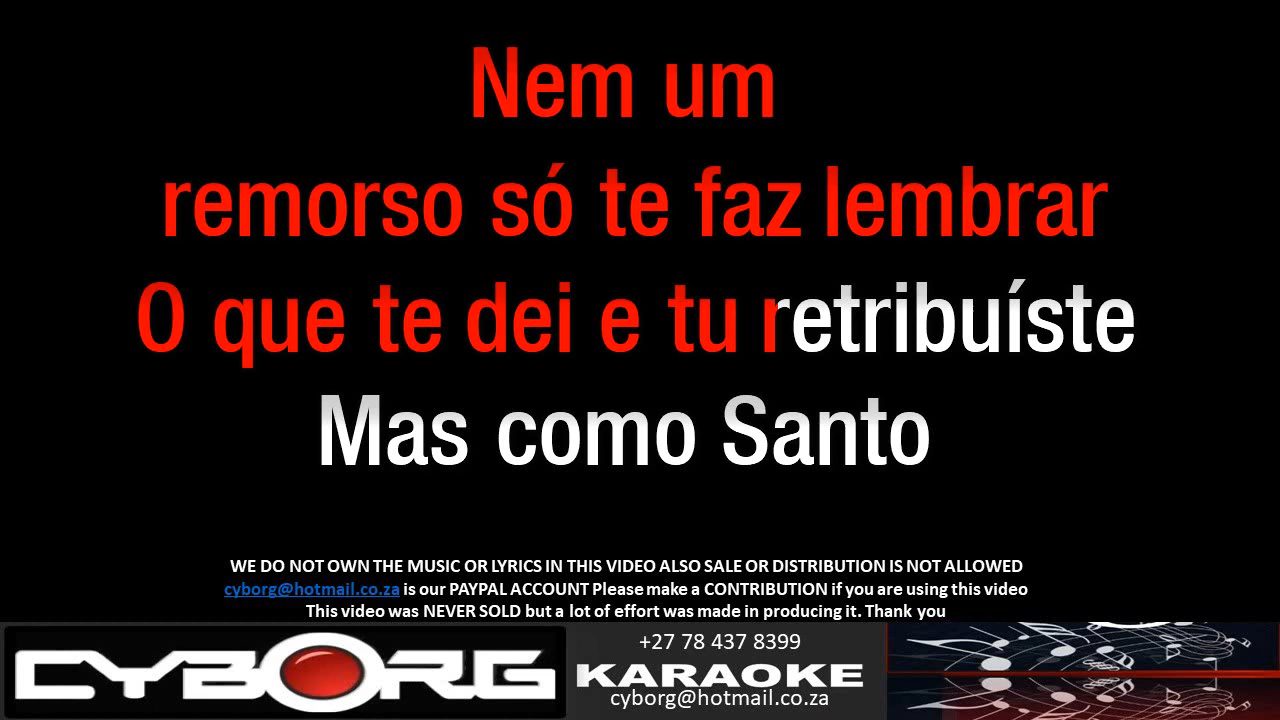 Nem um
remorso só te faz lembrar
O que te dei e tu retribuíste
Mas como Santo
WE DO NOT OWN THE MUSIC OR LYRICS IN THIS VIDEO ALSO SALE OR DISTRIBUTION IS NOT ALLOWED
cyborg@hotmail.co.za is our PAYPAL ACCOUNT Please make a CONTRIBUTION if you are using this video
This video was NEVER SOLD but a lot of effort was made in producing it. Thank you
CYBORG
+27 78 437 8399
KARAOKE
cyborg@hotmail.co.za